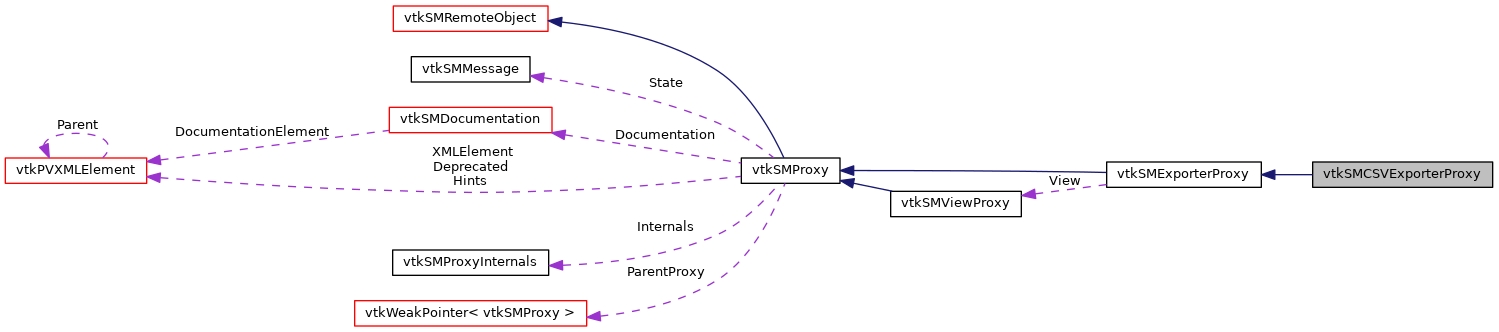 vtkSMRemoteObject
vtkSMMessage
State
vtkSMDocumentation
Parent
DocumentationElement
Documentation
XMLElement
Deprecated
Hints
vtkPVXMLElement
vtkSMProxy
vtkSMExporterProxy
vtkSMCSVExporterProxy
View
vtkSMViewProxy
Internals
vtkSMProxyInternals
ParentProxy
vtkWeakPointer< vtkSMProxy >